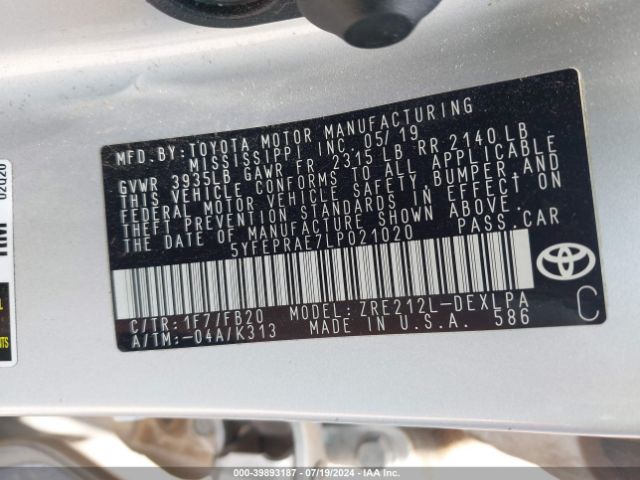 MFD.BY:TOYOTA MOTOR MANUFACTURING
MISSISSIPPI, INC.05/19
GVWR 3935LB GAWR FR 2315 LB RR 2140 LB
THIS VEHICLE CONFORMS TO ALL APPLICABLE
FEDERAL MOTOR VEHICLE SAFETY,BUMPER,AND
THEFT PREVENTION STANDARDS IN EFFECT ON
THE DATE OF MANUFACTURE SHOWN ABOVE.
5YFEPRAE7LP021020 PASS.CAR
C/TR:1F7/FB20 MODEL:ZRE212L-DEXLPA
A/TM:-04A/K313 MADE IN U.S.A. 586
C
02Q20
000-39893187 - 07/19/2024 - IAA Inc.